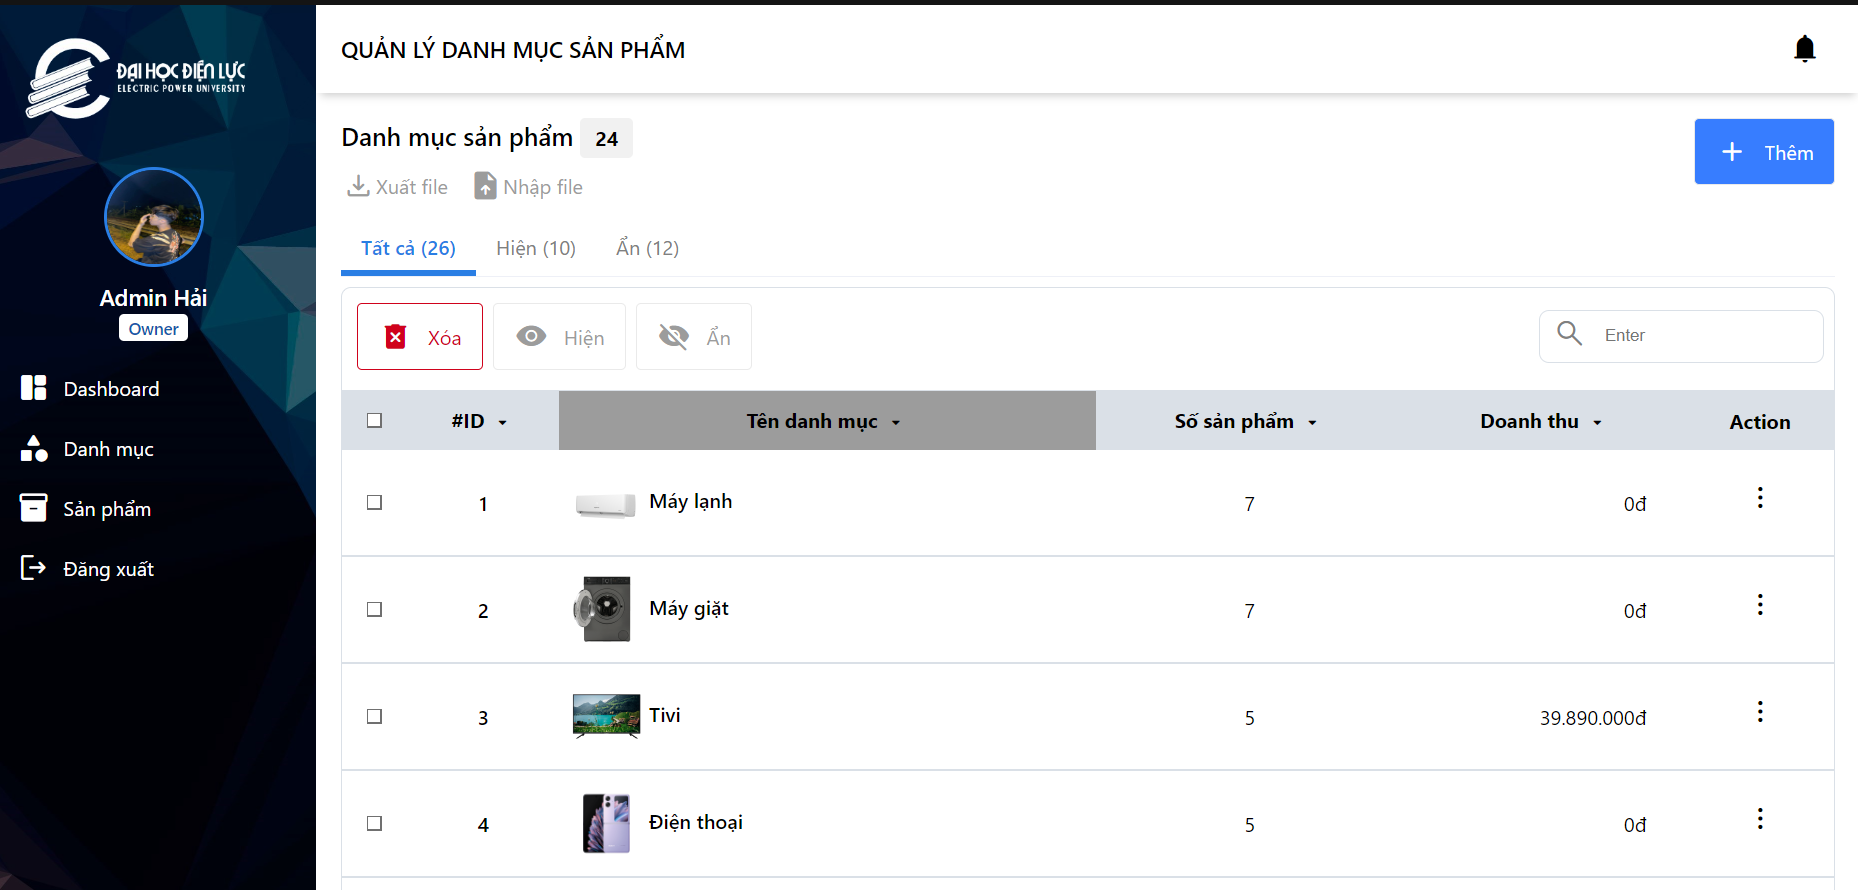 ĐẠI HỌC ĐIỆN LỰC
ELECTRIC POWER UNIVERSITY
Admin Hải
Owner
Dashboard
Danh mục
Sản phẩm
Đăng xuất
QUẢN LÝ DANH MỤC SẢN PHẨM
Danh mục sản phẩm 24
Xuất file Nhập file
Thêm
Tất cả (26) Hiện (10) Ẩn (12)
Xóa Hiện Ẩn Enter
#ID Tên danh mục Số sản phẩm Doanh thu Action
1 Máy lạnh 7 0đ
2 Máy giặt 7 0đ
3 Tivi 5 39.890.000đ
4 Điện thoại 5 0đ